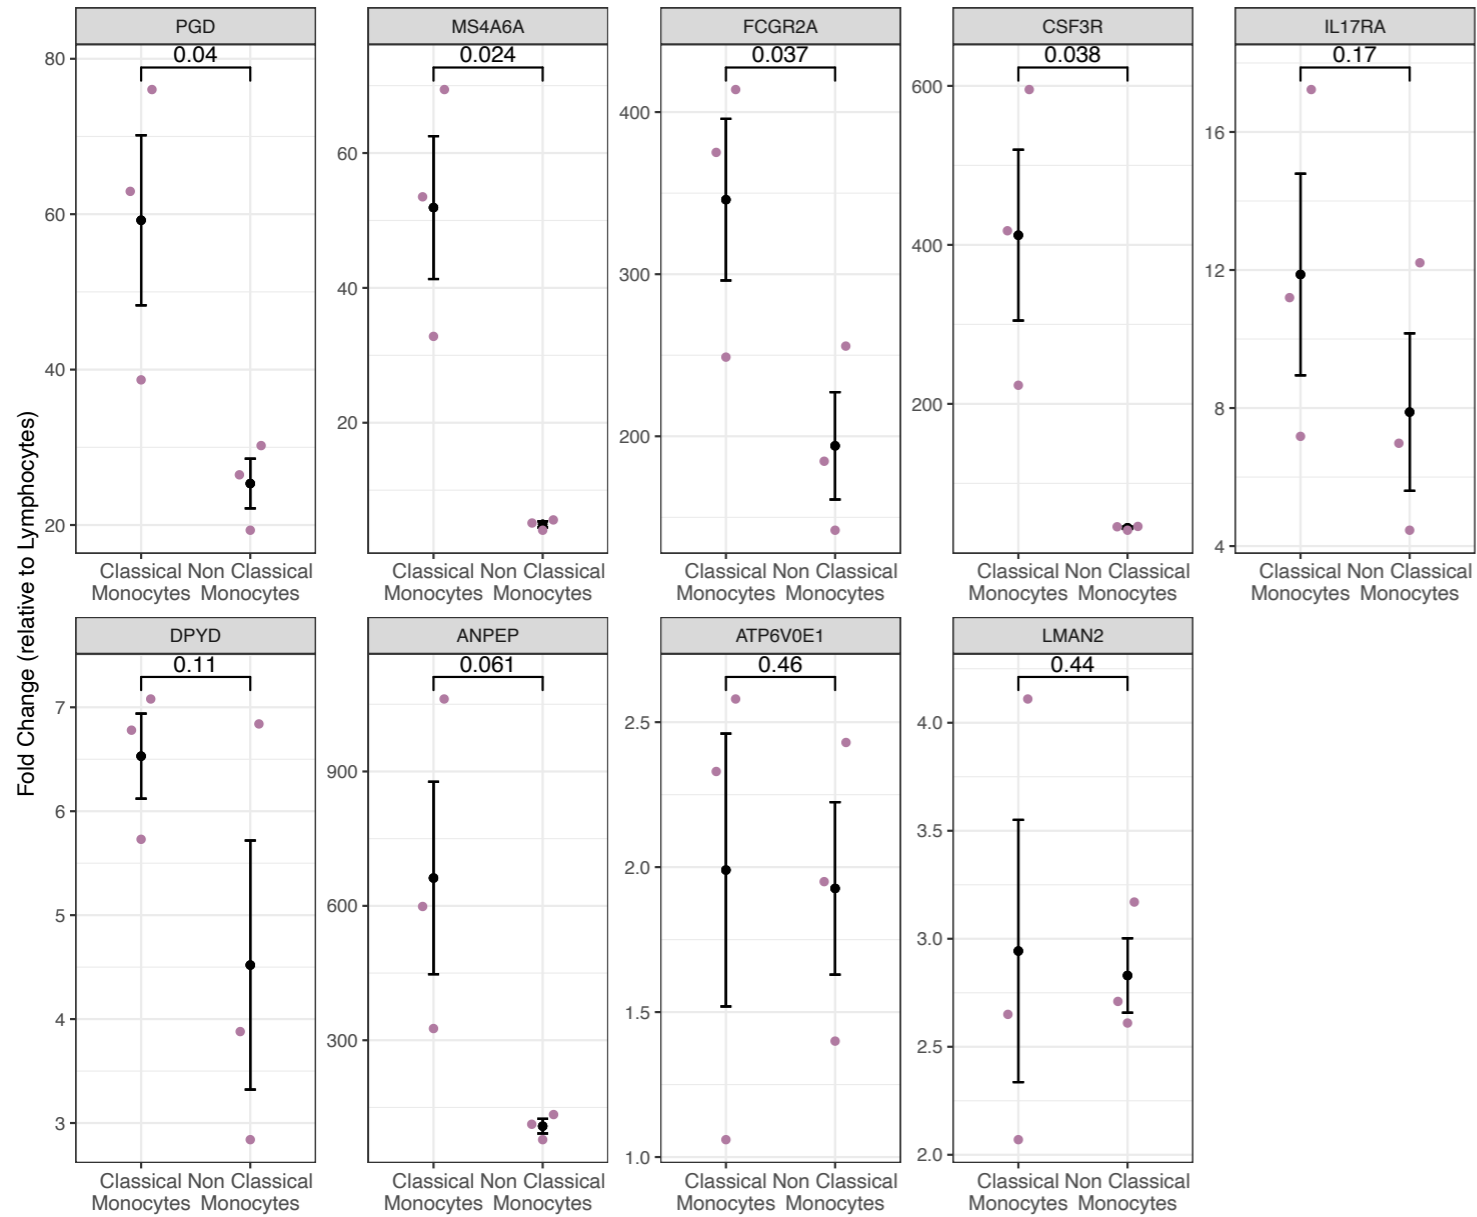 Fold Change (relative to Lymphocytes)
PGD
0.04
80
60
40
20
Classical Non Classical
Monocytes Monocytes
MS4A6A
0.024
60
40
20
Classical Non Classical
Monocytes Monocytes
FCGR2A
0.037
400
300
200
Classical Non Classical
Monocytes Monocytes
CSF3R
0.038
600
400
200
Classical Non Classical
Monocytes Monocytes
IL17RA
0.17
16
12
8
4
Classical Non Classical
Monocytes Monocytes
DPYD
0.11
7
6
5
4
3
Classical Non Classical
Monocytes Monocytes
ANPEP
0.061
900
600
300
Classical Non Classical
Monocytes Monocytes
ATP6V0E1
0.46
2.5
2.0
1.5
1.0
Classical Non Classical
Monocytes Monocytes
LMAN2
0.44
4.0
3.5
3.0
2.5
2.0
Classical Non Classical
Monocytes Monocytes